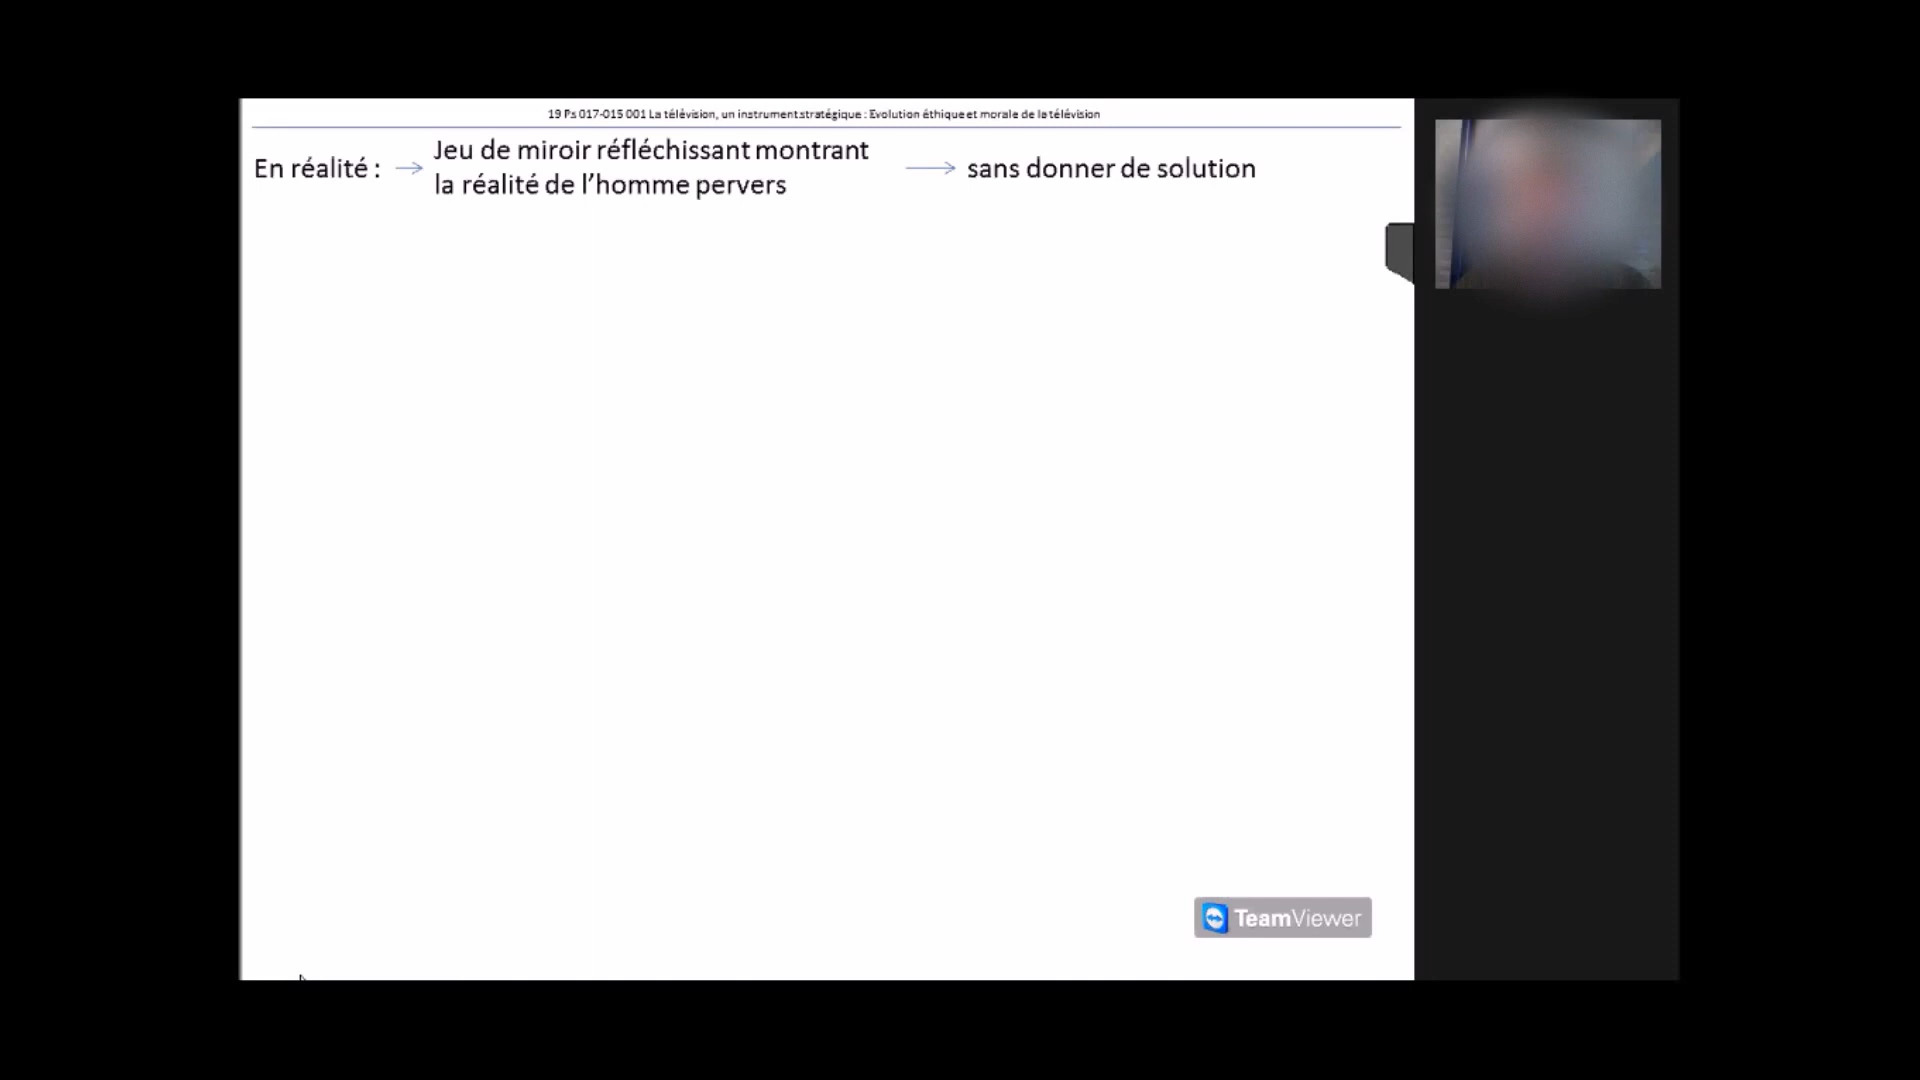 19 Ps 017-015 001 La télévision, un instrument stratégique : Evolution éthique et morale de la télévision
En réalité :
Jeu de miroir réfléchissant montrant
la réalité de l’homme pervers
sans donner de solution
TeamViewer